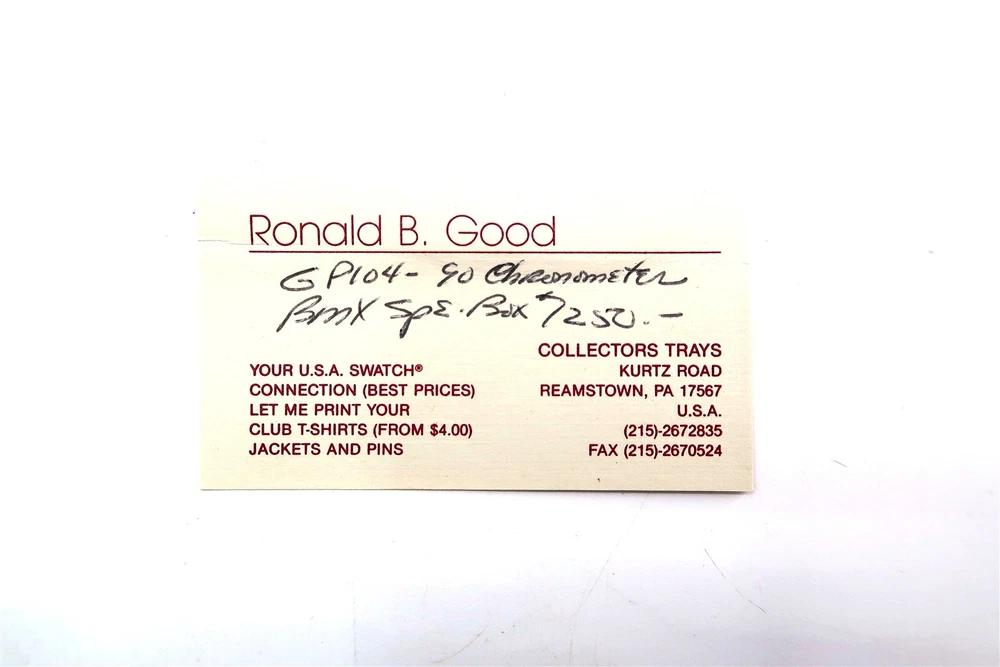 Ronald B. Good
GP104- 90 Chronometer
BMX Spe. Box $/250.-
YOUR U.S.A. SWATCH®
CONNECTION (BEST PRICES)
LET ME PRINT YOUR
CLUB T-SHIRTS (FROM $4.00)
JACKETS AND PINS
COLLECTORS TRAYS
KURTZ ROAD
REAMSTOWN, PA 17567
U.S.A.
(215)-2672835
FAX (215)-2670524